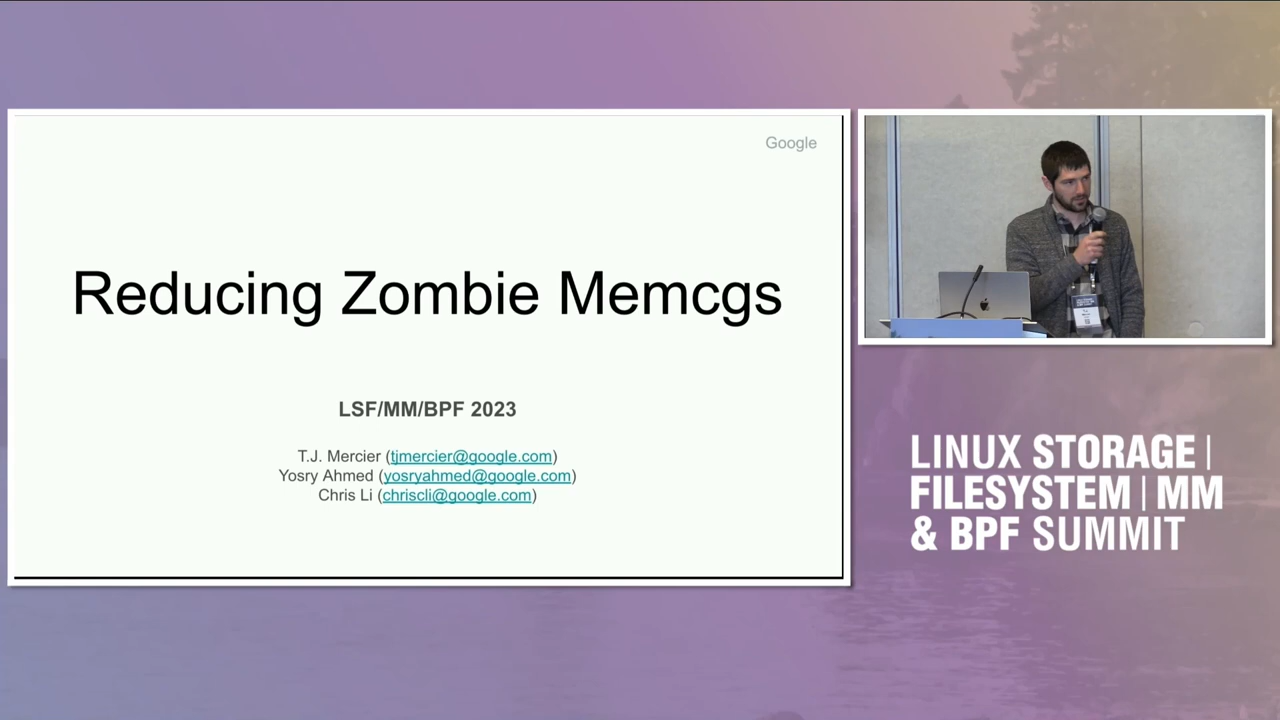 Google
Reducing Zombie Memcgs
LSF/MM/BPF 2023
T.J. Mercier (tjmercier@google.com)
Yosry Ahmed (yosryahmed@google.com)
Chris Li (chriscli@google.com)
LINUX STORAGE |
FILESYSTEM | MM
& BPF SUMMIT